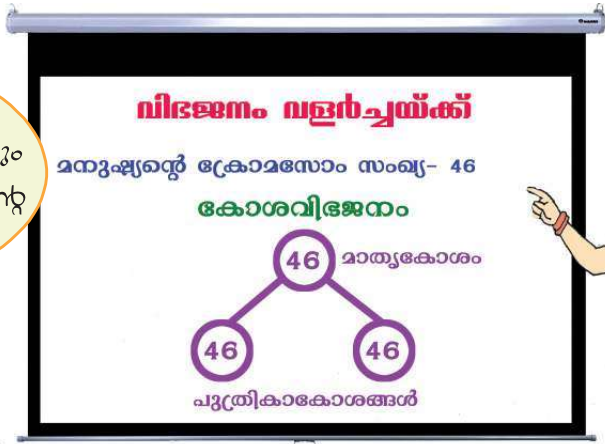 വിഭജനം വളർച്ചയ്ക്ക്
മനുഷ്യന്റെ ക്രോമസോം സംഖ്യ- 46
കോശവിഭജനം
46 മാതൃകോശം
46 46
പുത്രികാകോശങ്ങൾ